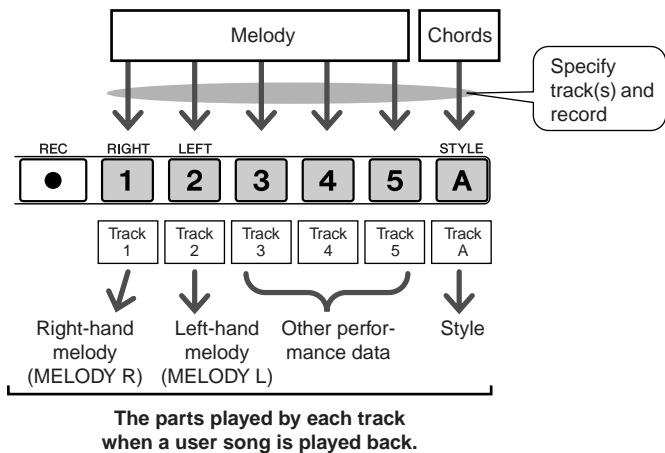 Melody
Chords
Specify
track(s) and
record
REC
RIGHT
LEFT
STYLE
1
2
3
4
5
A
Track
1
Track
2
Track
3
Track
4
Track
5
Track
A
Right-hand
melody
(MELODY R)
Left-hand
melody
(MELODY L)
Other perfor-
mance data
Style
The parts played by each track
when a user song is played back.